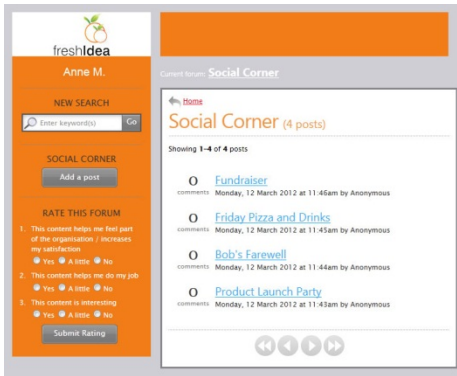 freshIdea
Anne M.
NEW SEARCH
Enter keyword(s) Go
SOCIAL CORNER
Add a post
RATE THIS FORUM
1. This content helps me feel part
of the organisation / increases
my satisfaction
Yes A little No
2. This content helps me do my job
Yes A little No
3. This content is interesting
Yes A little No
Submit Rating
Current forum: Social Corner
Home
Social Corner (4 posts)
Showing 1-4 of 4 posts
0 comments Fundraiser
Monday, 12 March 2012 at 11:46am by Anonymous
0 comments Friday Pizza and Drinks
Monday, 12 March 2012 at 11:45am by Anonymous
0 comments Bob's Farewell
Monday, 12 March 2012 at 11:44am by Anonymous
0 comments Product Launch Party
Monday, 12 March 2012 at 11:43am by Anonymous